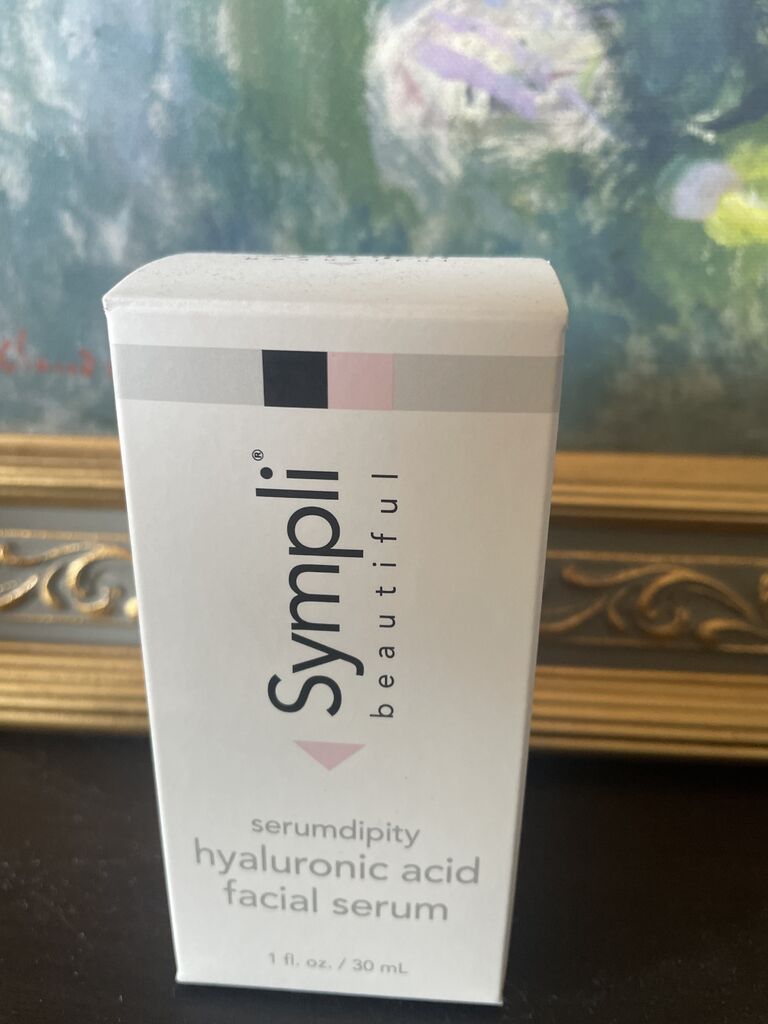 Sympli®
beautiful
serumdipity
hyaluronic acid
facial serum
1 fl. oz. / 30 mL